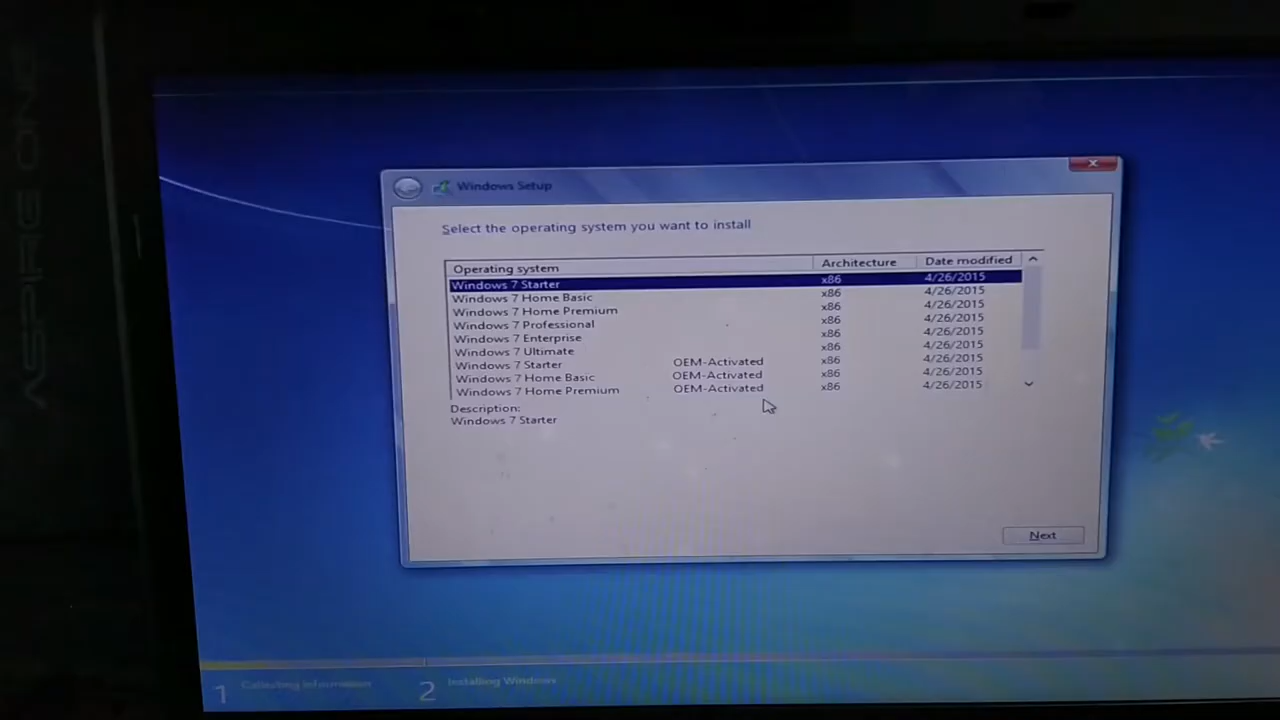 ASPIRE ONE
Windows Setup
Select the operating system you want to install
Operating system Architecture Date modified
Windows 7 Starter x86 4/26/2015
Windows 7 Home Basic x86 4/26/2015
Windows 7 Home Premium x86 4/26/2015
Windows 7 Professional x86 4/26/2015
Windows 7 Enterprise x86 4/26/2015
Windows 7 Ultimate x86 4/26/2015
Windows 7 Starter OEM-Activated x86 4/26/2015
Windows 7 Home Basic OEM-Activated x86 4/26/2015
Windows 7 Home Premium OEM-Activated x86 4/26/2015
Description:
Windows 7 Starter
Next
1 Collecting information
2 Installing Windows